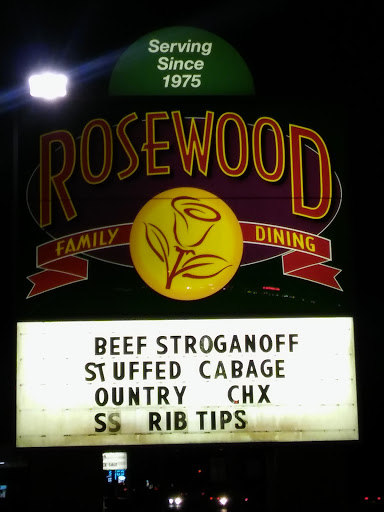 Serving
Since
1975
ROSEWOOD
FAMILY DINING
BEEF STROGANOFF
STUFFED CABAGE
OUNTRY CHX
SS RIB TIPS